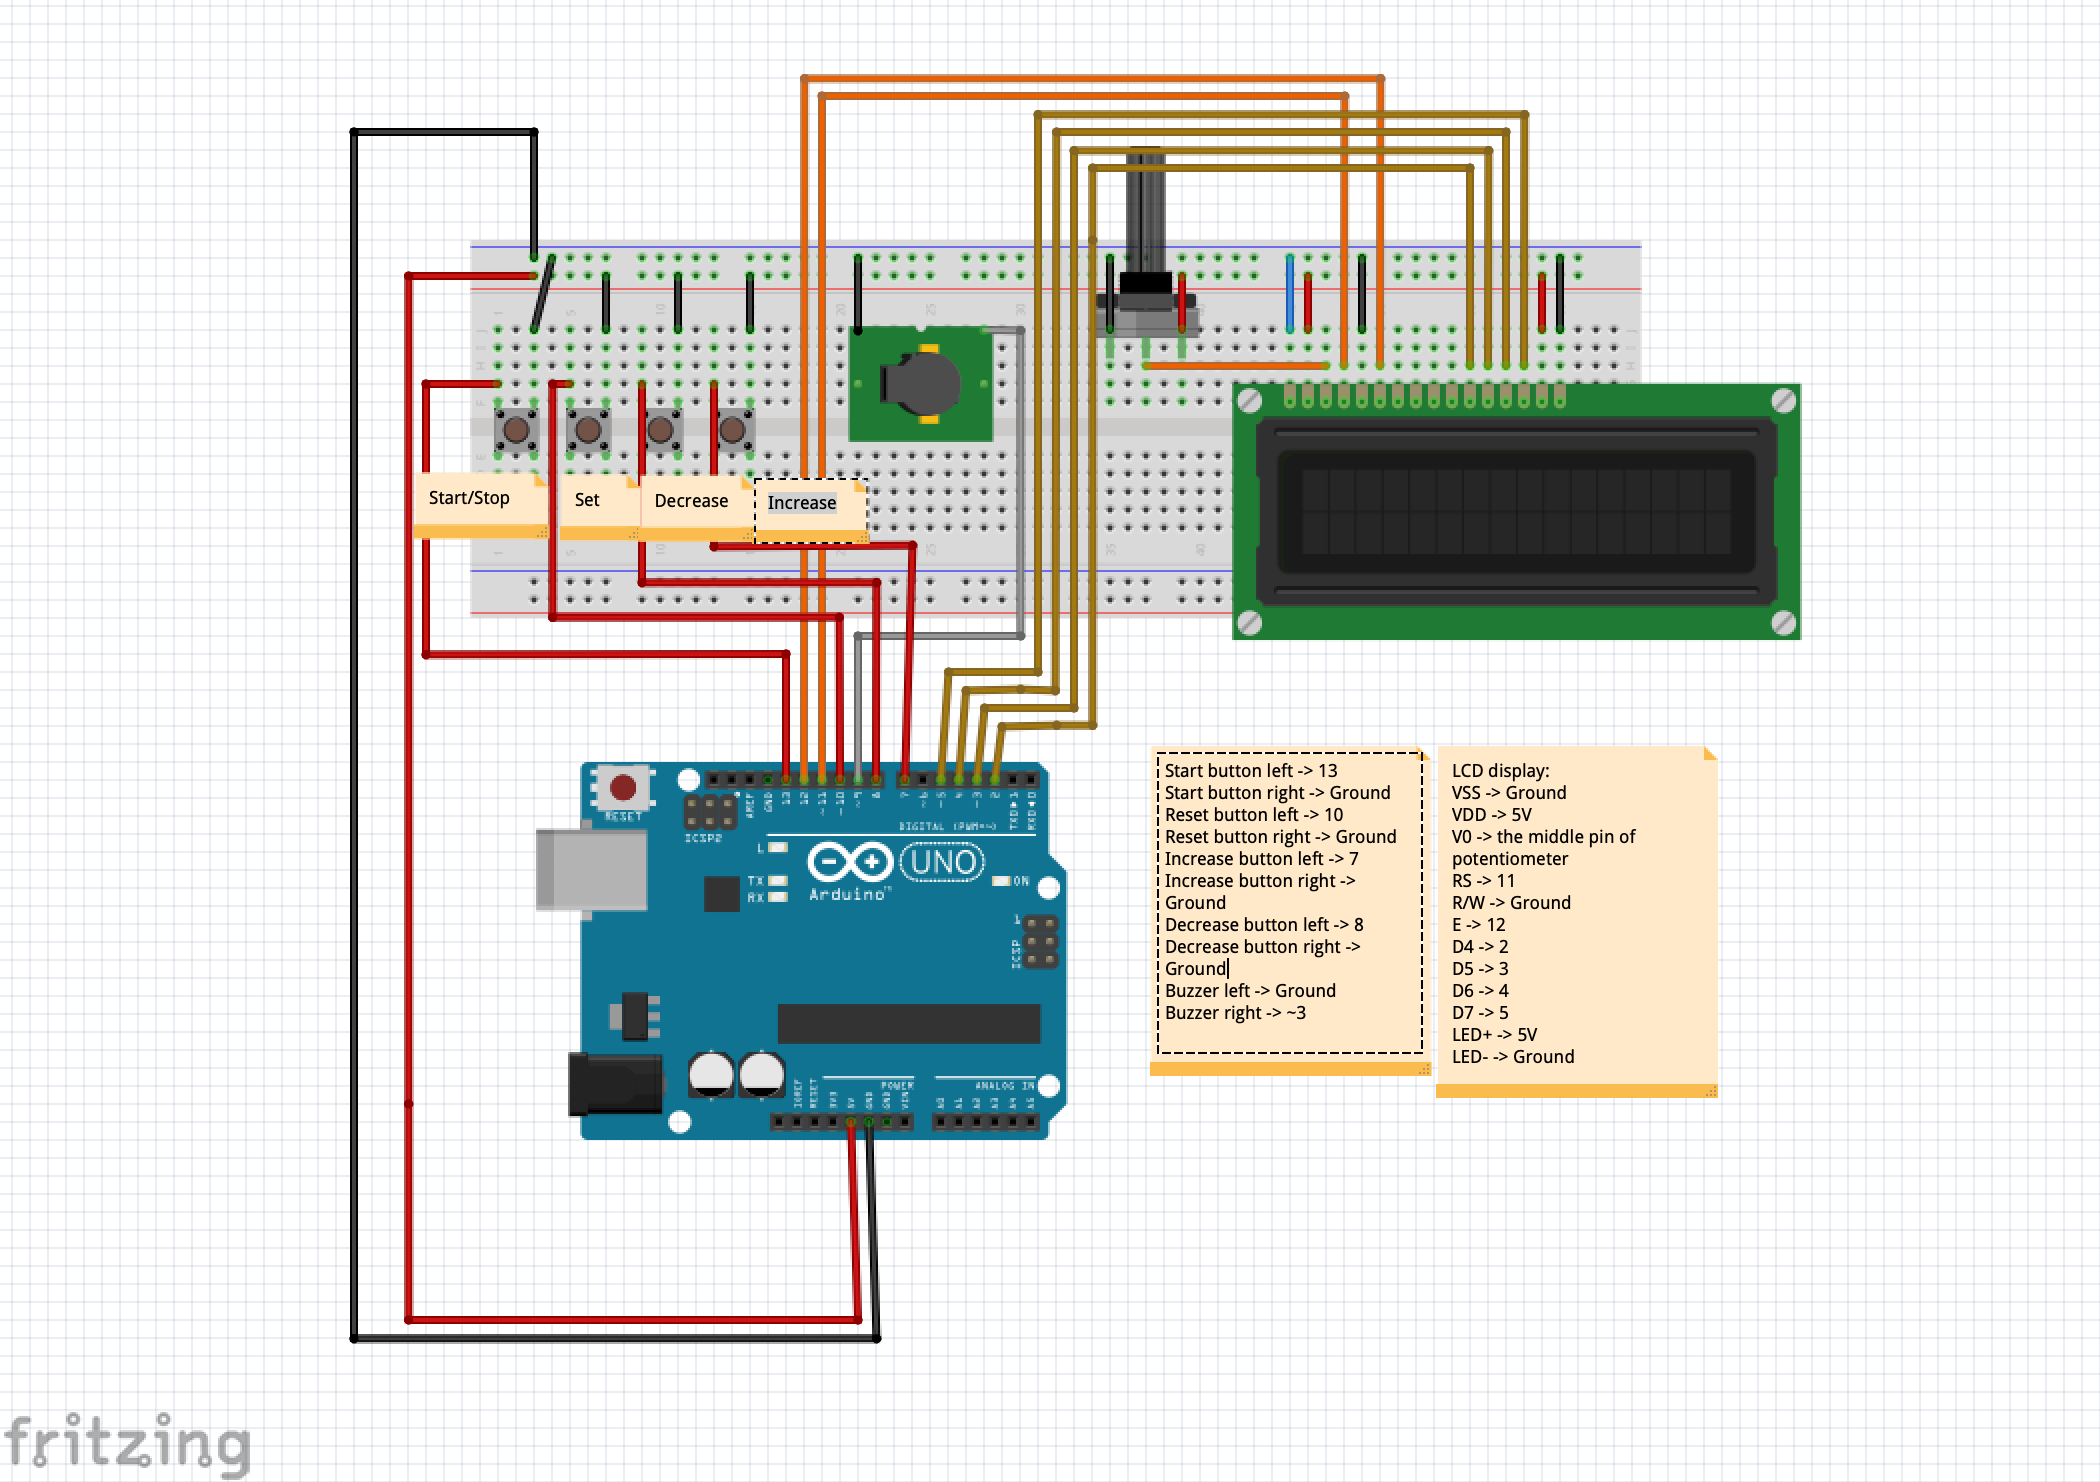 Start/Stop
Set
Decrease
Increase
RESET
ICSP2
AREF
GND
13
12
~11
~10
~9
8
7
~6
~5
4
~3
2
TXD▸1
RXD◂0
DIGITAL (PWM=~)
L
TX
RX
Arduino™
UNO
ON
1
ICSP
IOREF
RESET
3V3
5V
GND
GND
VIN
POWER
ANALOG IN
A0
A1
A2
A3
A4
A5
Start button left -> 13
Start button right -> Ground
Reset button left -> 10
Reset button right -> Ground
Increase button left -> 7
Increase button right ->
Ground
Decrease button left -> 8
Decrease button right ->
Ground
Buzzer left -> Ground
Buzzer right -> ~3
LCD display:
VSS -> Ground
VDD -> 5V
V0 -> the middle pin of
potentiometer
RS -> 11
R/W -> Ground
E -> 12
D4 -> 2
D5 -> 3
D6 -> 4
D7 -> 5
LED+ -> 5V
LED- -> Ground
fritzing